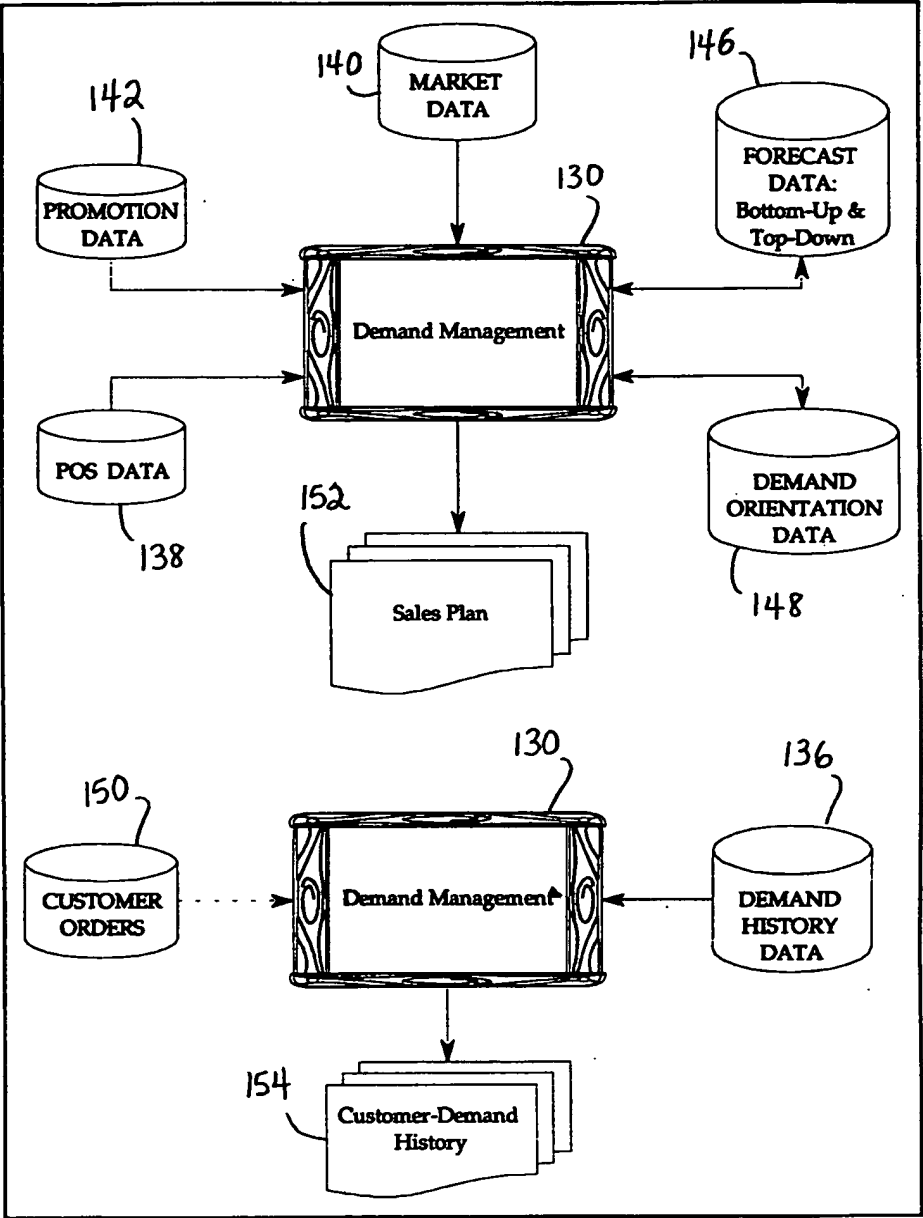 140
MARKET
DATA
146
FORECAST
DATA:
Bottom-Up &
Top-Down
142
PROMOTION
DATA
130
Demand Management
POS DATA
138
DEMAND
ORIENTATION
DATA
148
152
Sales Plan
130
150
CUSTOMER
ORDERS
Demand Management
136
DEMAND
HISTORY
DATA
154
Customer-Demand
History